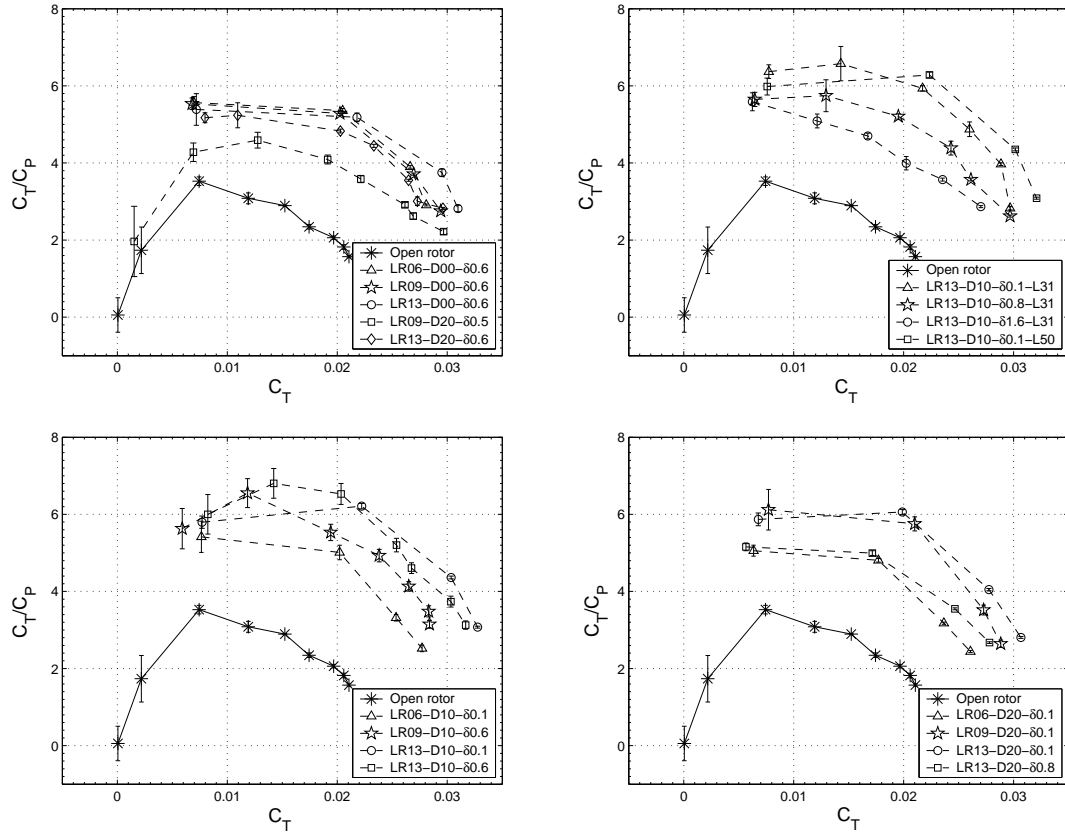 8
6
4
2
0
C_T/C_P
0
0.01
0.02
0.03
C_T
Open rotor
LR06−D00−δ0.6
LR09−D00−δ0.6
LR13−D00−δ0.6
LR09−D20−δ0.5
LR13−D20−δ0.6
8
6
4
2
0
C_T/C_P
0
0.01
0.02
0.03
C_T
Open rotor
LR13−D10−δ0.1−L31
LR13−D10−δ0.8−L31
LR13−D10−δ1.6−L31
LR13−D10−δ0.1−L50
8
6
4
2
0
C_T/C_P
0
0.01
0.02
0.03
C_T
Open rotor
LR06−D10−δ0.1
LR09−D10−δ0.6
LR13−D10−δ0.1
LR13−D10−δ0.6
8
6
4
2
0
C_T/C_P
0
0.01
0.02
0.03
C_T
Open rotor
LR06−D20−δ0.1
LR09−D20−δ0.1
LR13−D20−δ0.1
LR13−D20−δ0.8